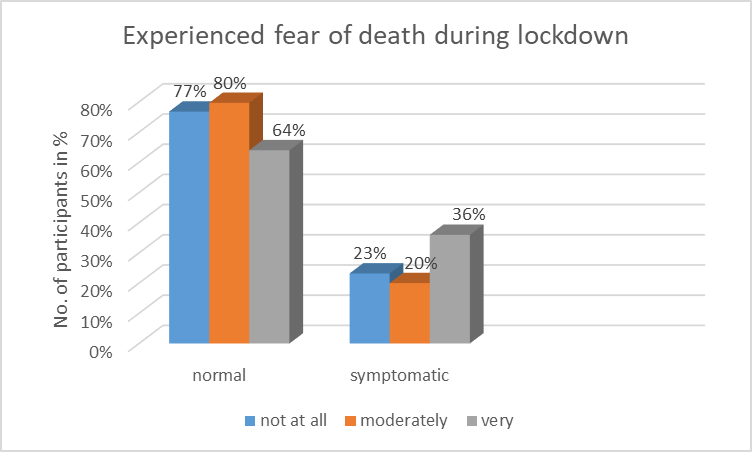 Experienced fear of death during lockdown
No. of participants in %
80%
70%
60%
50%
40%
30%
20%
10%
0%
77%
80%
64%
23%
20%
36%
normal
symptomatic
not at all
moderately
very